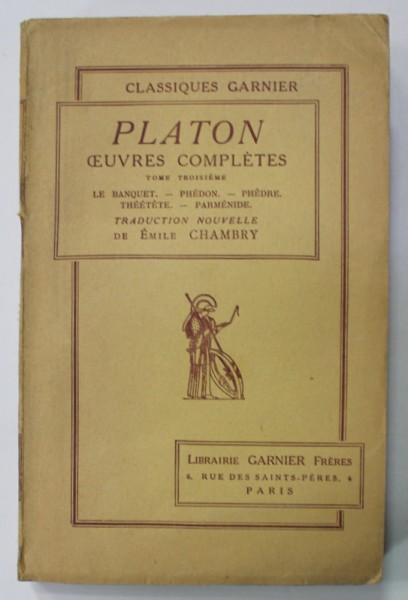 CLASSIQUES GARNIER
PLATON
ŒUVRES COMPLÈTES
TOME TROISIÈME
LE BANQUET. — PHÉDON. — PHÈDRE.
THÉÉTÈTE. — PARMÉNIDE.
TRADUCTION NOUVELLE
DE ÉMILE CHAMBRY
LIBRAIRIE GARNIER FRÈRES
6, RUE DES SAINTS-PÈRES, 6
PARIS